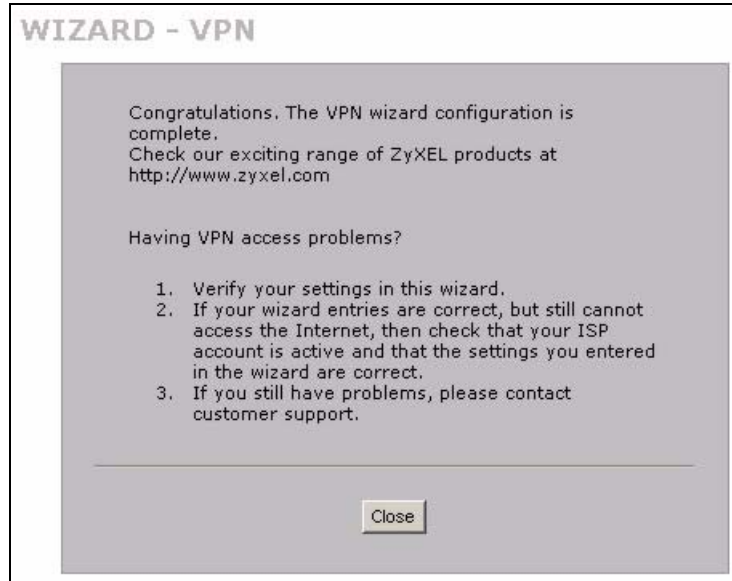 WIZARD - VPN
Congratulations. The VPN wizard configuration is
complete.
Check our exciting range of ZyXEL products at
http://www.zyxel.com
Having VPN access problems?
1. Verify your settings in this wizard.
2. If your wizard entries are correct, but still cannot
access the Internet, then check that your ISP
account is active and that the settings you entered
in the wizard are correct.
3. If you still have problems, please contact
customer support.
Close